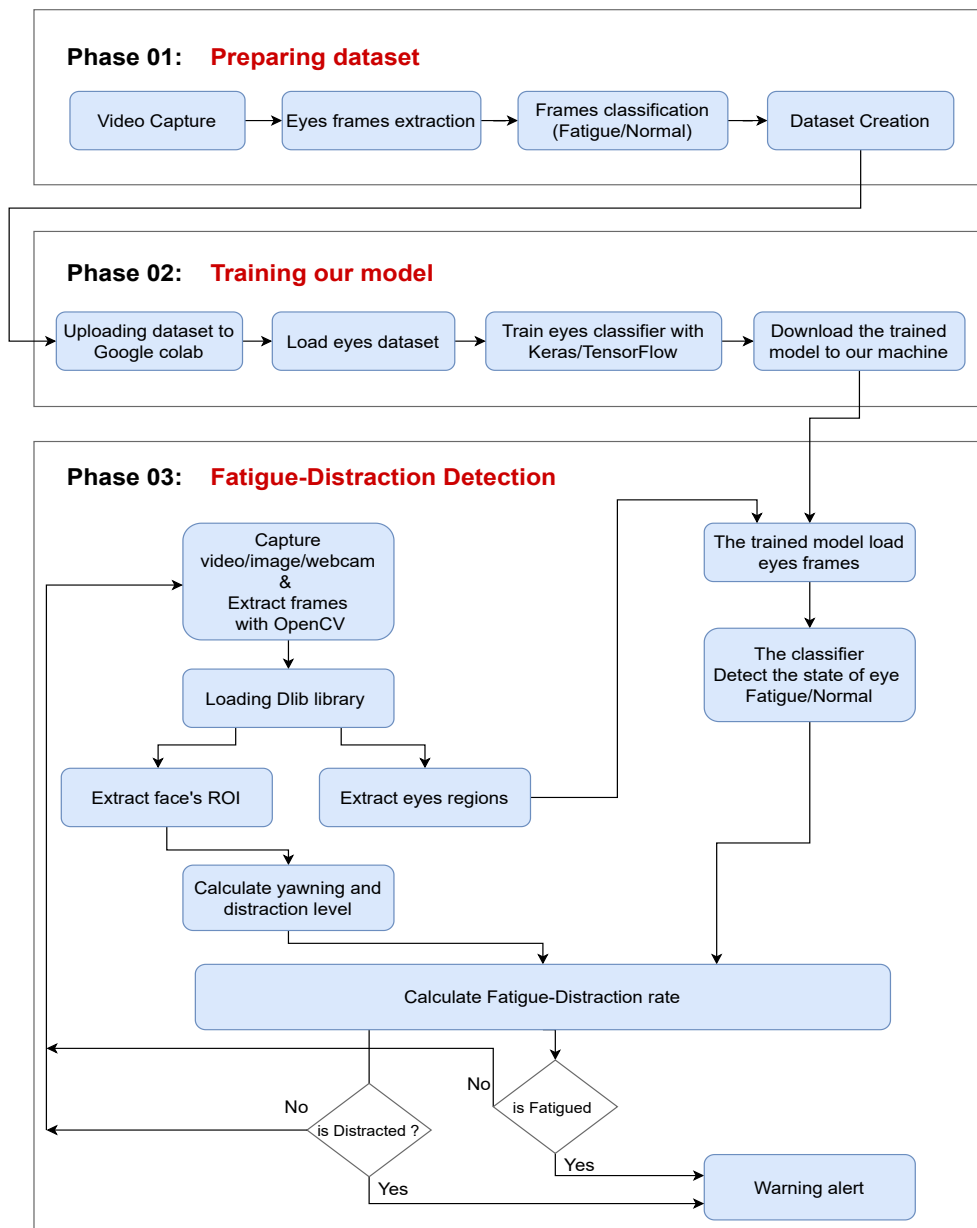 Phase 01: Preparing dataset
Video Capture
Eyes frames extraction
Frames classification
(Fatigue/Normal)
Dataset Creation
Phase 02: Training our model
Uploading dataset to
Google colab
Load eyes dataset
Train eyes classifier with
Keras/TensorFlow
Download the trained
model to our machine
Phase 03: Fatigue-Distraction Detection
Capture
video/image/webcam
&
Extract frames
with OpenCV
The trained model load
eyes frames
The classifier
Detect the state of eye
Fatigue/Normal
Loading Dlib library
Extract face's ROI
Extract eyes regions
Calculate yawning and
distraction level
Calculate Fatigue-Distraction rate
No
is Fatigued
No
is Distracted ?
Yes
Yes
Warning alert